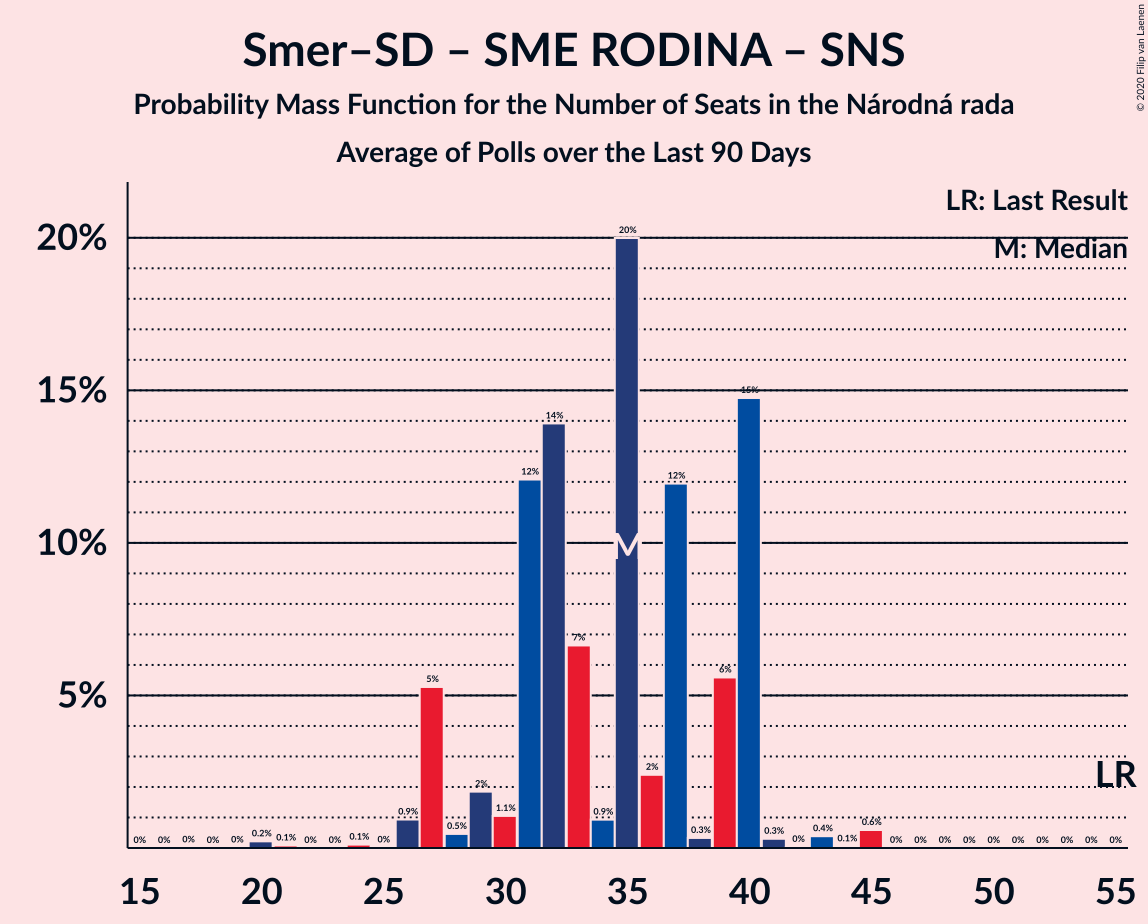 Smer–SD – SME RODINA – SNS
Probability Mass Function for the Number of Seats in the Národná rada
Average of Polls over the Last 90 Days
© 2020 Filip van Laenen
LR: Last Result
M: Median
20%
15%
10%
5%
0% 0% 0% 0% 0% 0.2% 0.1% 0% 0% 0.1% 0% 0.9% 5% 0.5% 2% 1.1% 12% 14% 7% 0.9% 20% 2% 12% 0.3% 6% 15% 0.3% 0% 0.4% 0.1% 0.6% 0% 0% 0% 0% 0% 0% 0% 0% 0% 0%
M
LR
15 20 25 30 35 40 45 50 55